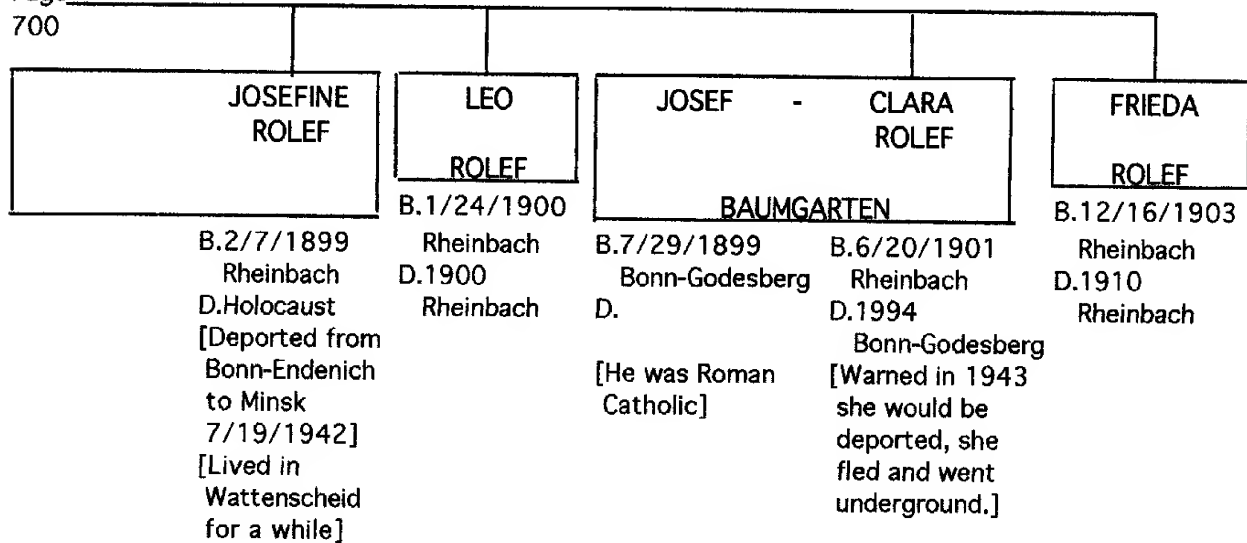 700
JOSEFINE
ROLEF
B.2/7/1899
Rheinbach
D.Holocaust
[Deported from
Bonn-Endenich
to Minsk
7/19/1942]
[Lived in
Wattenscheid
for a while]
LEO
ROLEF
B.1/24/1900
Rheinbach
D.1900
Rheinbach
JOSEF - CLARA
ROLEF
BAUMGARTEN
B.7/29/1899
Bonn-Godesberg
D.
[He was Roman
Catholic]
B.6/20/1901
Rheinbach
D.1994
Bonn-Godesberg
[Warned in 1943
she would be
deported, she
fled and went
underground.]
FRIEDA
ROLEF
B.12/16/1903
Rheinbach
D.1910
Rheinbach